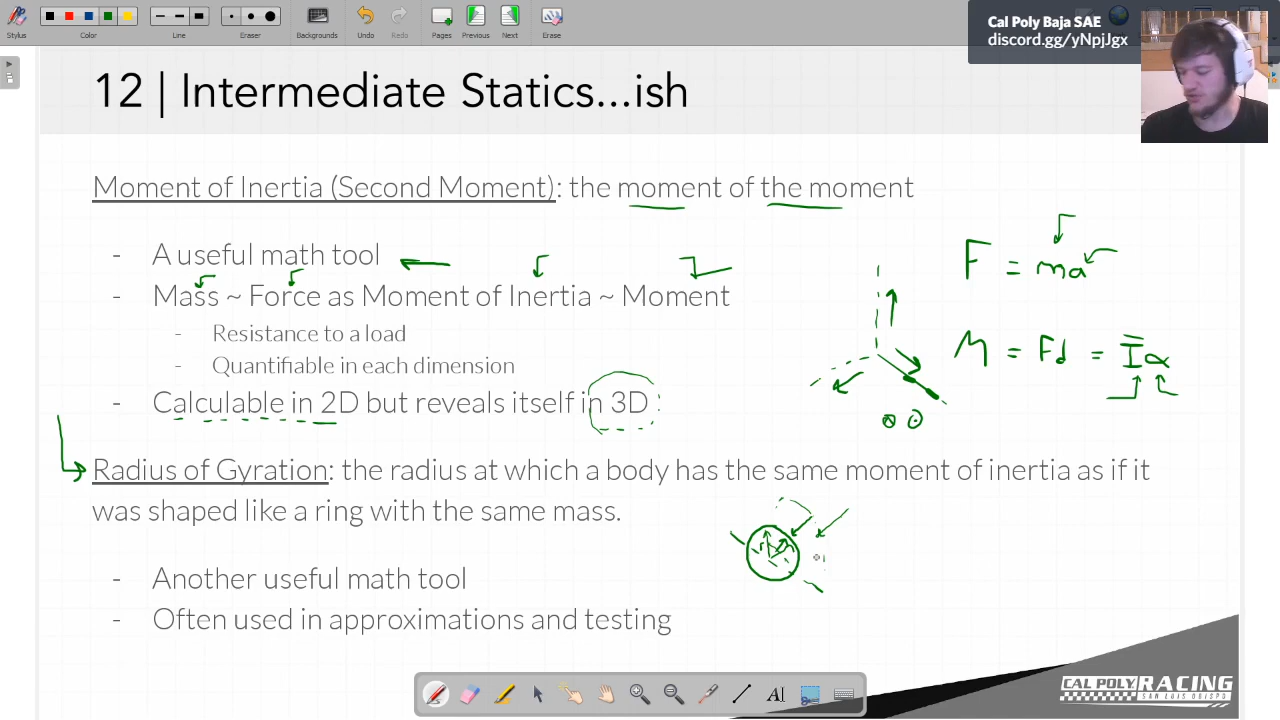 Stylus
Color
Line
Eraser
Backgrounds
Undo
Redo
Pages
Previous
Next
Erase
Cal Poly Baja SAE
discord.gg/yNpjJgx
12 | Intermediate Statics...ish
Moment of Inertia (Second Moment): the moment of the moment
- A useful math tool
- Mass ~ Force as Moment of Inertia ~ Moment
- Resistance to a load
- Quantifiable in each dimension
- Calculable in 2D but reveals itself in 3D
F = ma
M = Fd = Iα
Radius of Gyration: the radius at which a body has the same moment of inertia as if it
was shaped like a ring with the same mass.
- Another useful math tool
- Often used in approximations and testing
CAL POLY RACING
SAN LUIS OBISPO